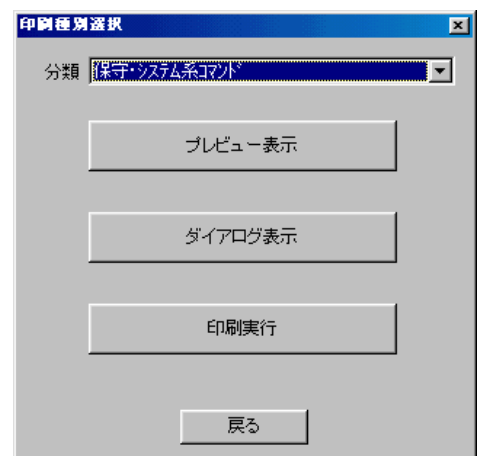 印刷種別選択
分類 保守・システム系コマンド
プレビュー表示
ダイアログ表示
印刷実行
戻る